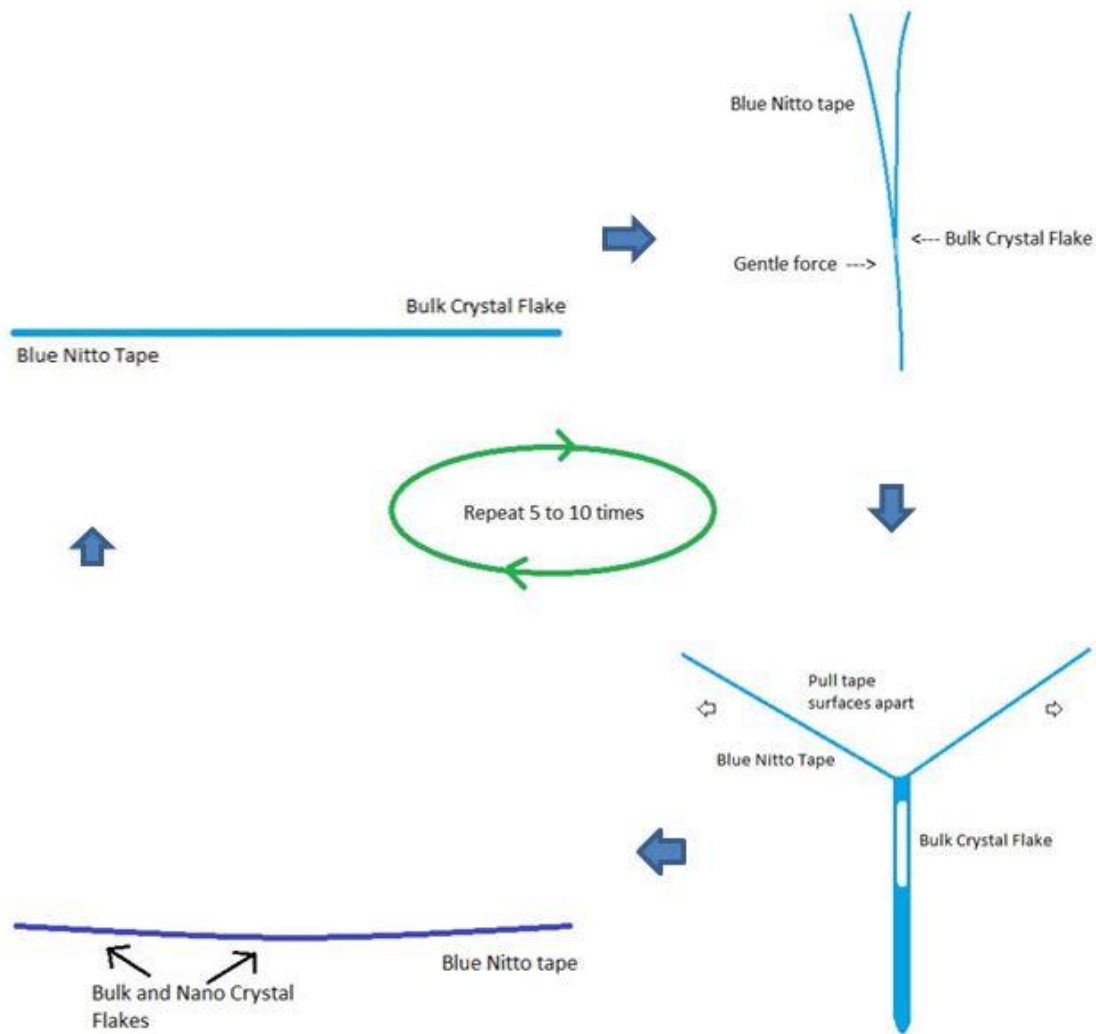 Bulk Crystal Flake
Blue Nitto Tape
Blue Nitto tape
<--- Bulk Crystal Flake
Gentle force --->
Repeat 5 to 10 times
Pull tape
surfaces apart
Blue Nitto Tape
Bulk Crystal Flake
Blue Nitto tape
Bulk and Nano Crystal
Flakes